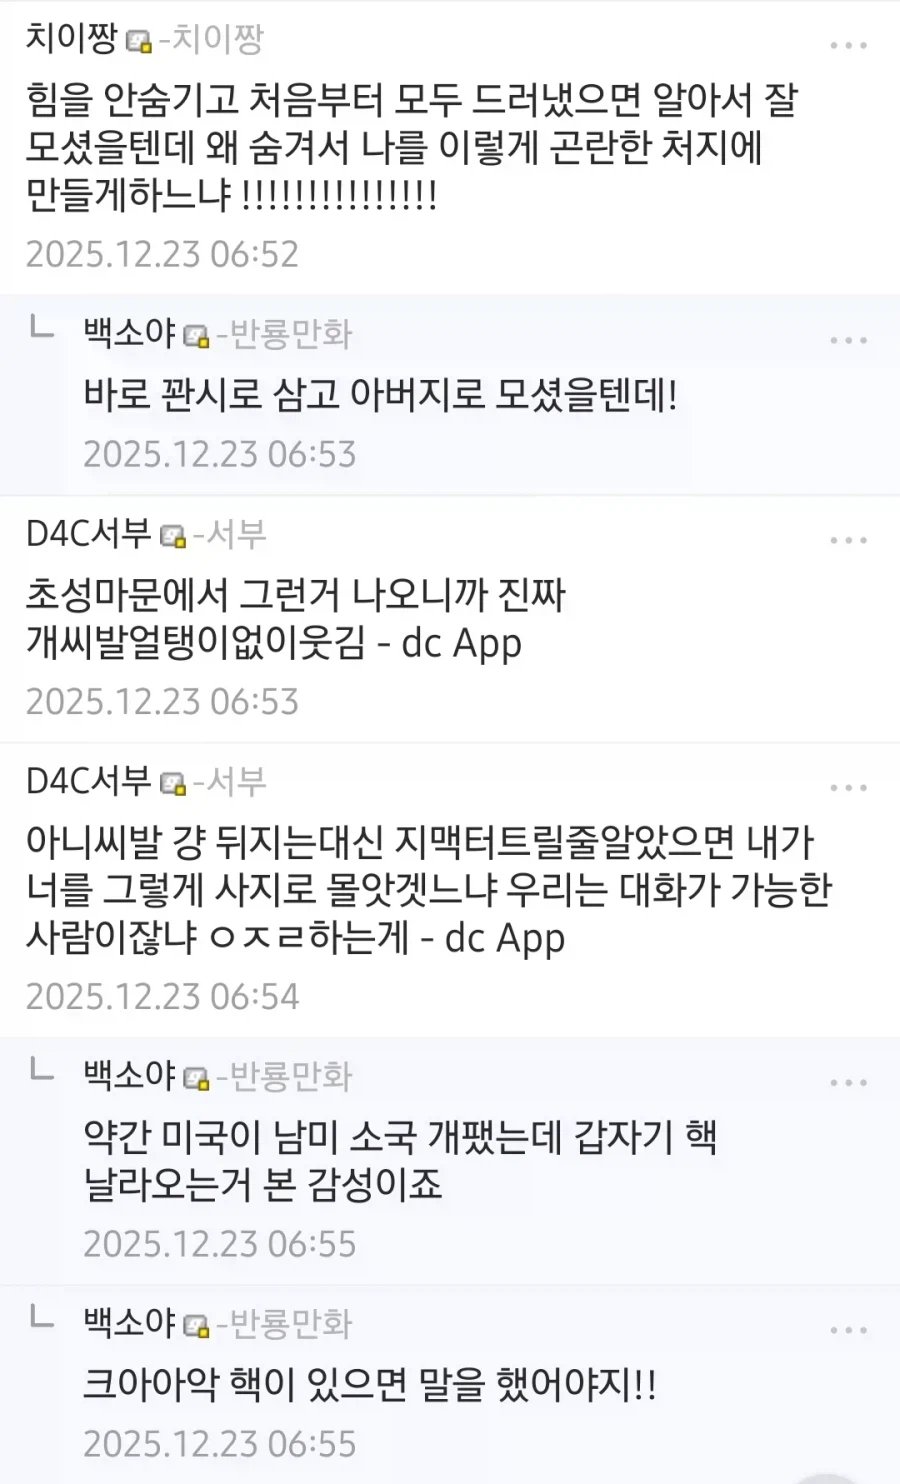 치이짱 -치이짱
힘을 안숨기고 처음부터 모두 드러냈으면 알아서 잘
모셨을텐데 왜 숨겨서 나를 이렇게 곤란한 처지에
만들게하느냐 !!!!!!!!!!!!!!!
2025.12.23 06:52
백소야 -반룡만화
바로 꽌시로 삼고 아버지로 모셨을텐데!
2025.12.23 06:53
D4C서부 -서부
초성마문에서 그런거 나오니까 진짜
개씨발얼탱이없이웃김 - dc App
2025.12.23 06:53
D4C서부 -서부
아니씨발 걍 뒤지는대신 지맥터트릴줄알았으면 내가
너를 그렇게 사지로 몰앗겟느냐 우리는 대화가 가능한
사람이잖냐 ㅇㅈㄹ하는게 - dc App
2025.12.23 06:54
백소야 -반룡만화
약간 미국이 남미 소국 개팼는데 갑자기 핵
날라오는거 본 감성이죠
2025.12.23 06:55
백소야 -반룡만화
크아아악 핵이 있으면 말을 했어야지!!
2025.12.23 06:55